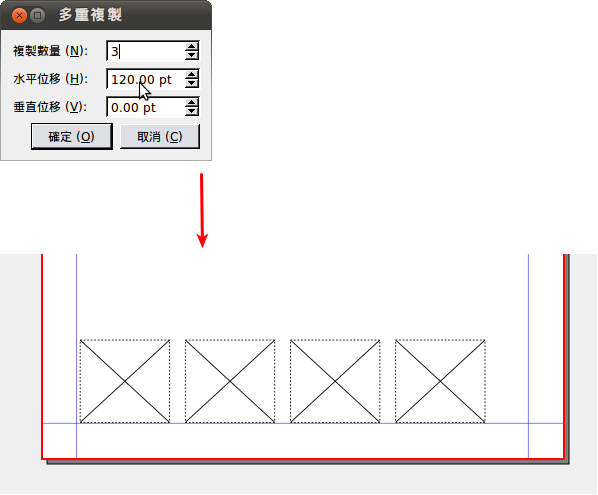 多重複製
複製數量 (N): 3
水平位移 (H): 120.00 pt
垂直位移 (V): 0.00 pt
確定 (O) 取消 (C)